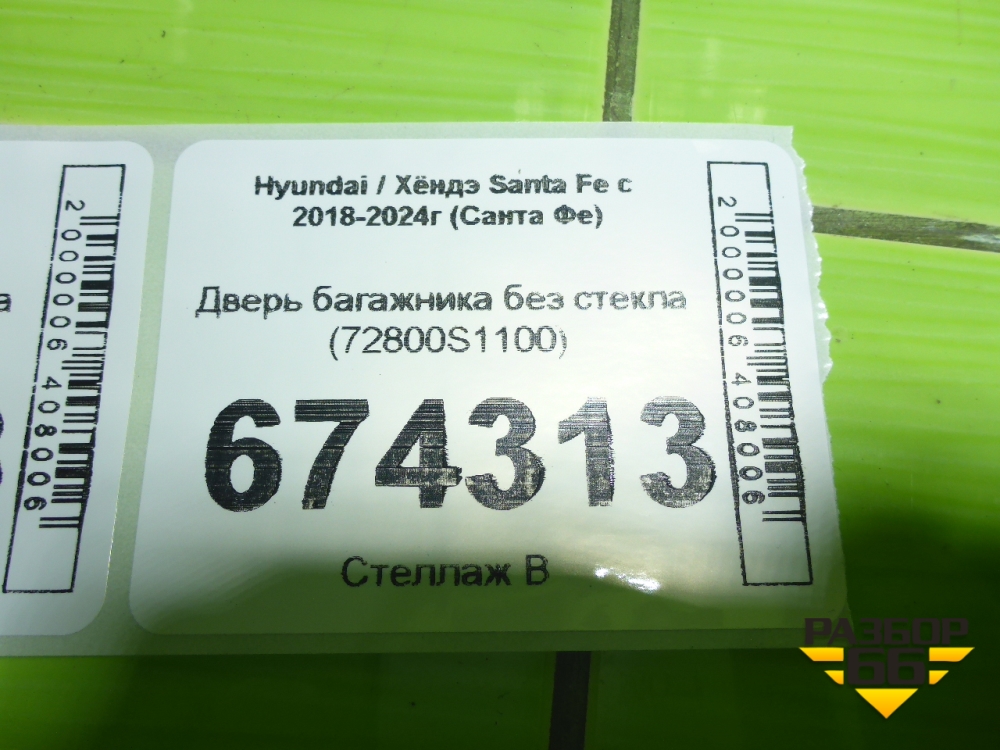 Hyundai / Хёндэ Santa Fe с
2018-2024г (Санта Фе)
Дверь багажника без стекла
(72800S1100)
674313
Стеллаж В
2000006408006
а
2000006408006
РАЗБОР
66